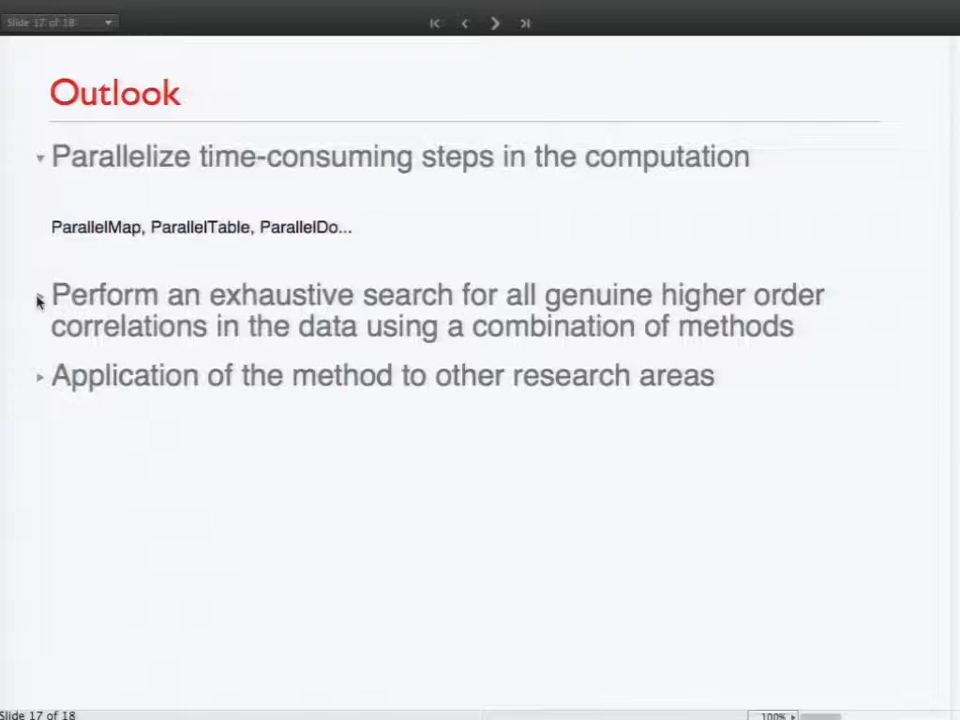 Slide 17 of 18
Outlook
Parallelize time-consuming steps in the computation
ParallelMap, ParallelTable, ParallelDo...
Perform an exhaustive search for all genuine higher order
correlations in the data using a combination of methods
Application of the method to other research areas
Slide 17 of 18
100%